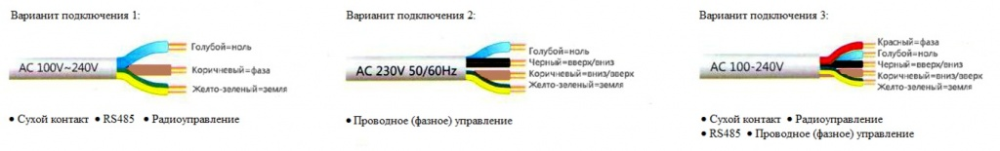 Варианит подключения 1:
AC 100V~240V
Голубой=ноль
Коричневый=фаза
Желто-зеленый=земля
● Сухой контакт ● RS485 ● Радиоуправление
Варианит подключения 2:
AC 230V 50/60Hz
Голубой=ноль
Черный=вверх/вниз
Коричневый=вниз/вверх
Желто-зеленый=земля
● Проводное (фазное) управление
Варианит подключения 3:
AC 100-240V
Красный=фаза
Голубой=ноль
Черный=вверх/вниз
Коричневый=вниз/вверх
Желто-зеленый=земля
● Сухой контакт ● Радиоуправление
● RS485 ● Проводное (фазное) управление